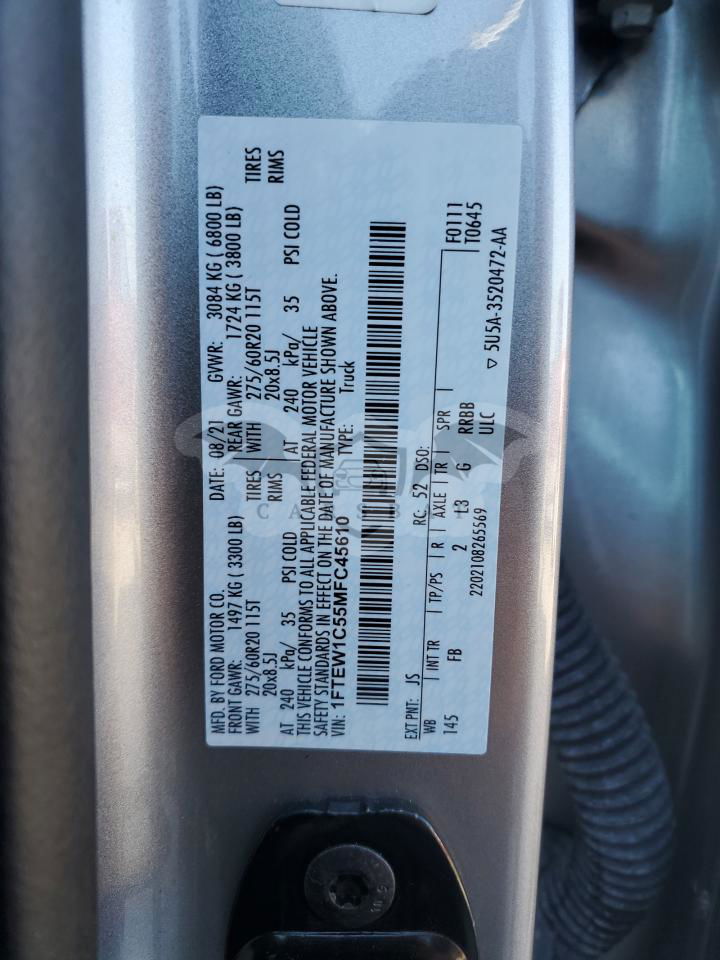 MFD. BY FORD MOTOR CO. DATE: 08/21 GVWR: 3084 KG (6800 LB)
FRONT GAWR: 1497 KG (3300 LB) REAR GAWR: 1724 KG (3800 LB)
WITH 275/60R20 115T TIRES WITH 275/60R20 115T TIRES
20x8.5J RIMS 20x8.5J RIMS
AT 240 kPa/ 35 PSI COLD AT 240 kPa/ 35 PSI COLD
THIS VEHICLE CONFORMS TO ALL APPLICABLE FEDERAL MOTOR VEHICLE
SAFETY STANDARDS IN EFFECT ON THE DATE OF MANUFACTURE SHOWN ABOVE.
VIN: 1FTEW1C55MFC45610 TYPE: Truck
EXT PNT: JS RC: 52 DSO: F0111
WB INT TR TP/PS R AXLE TR SPR T0645
145 FB 2 L3 G RRBB
ULC
2202108265569 ▽ 5U5A-3520472-AA